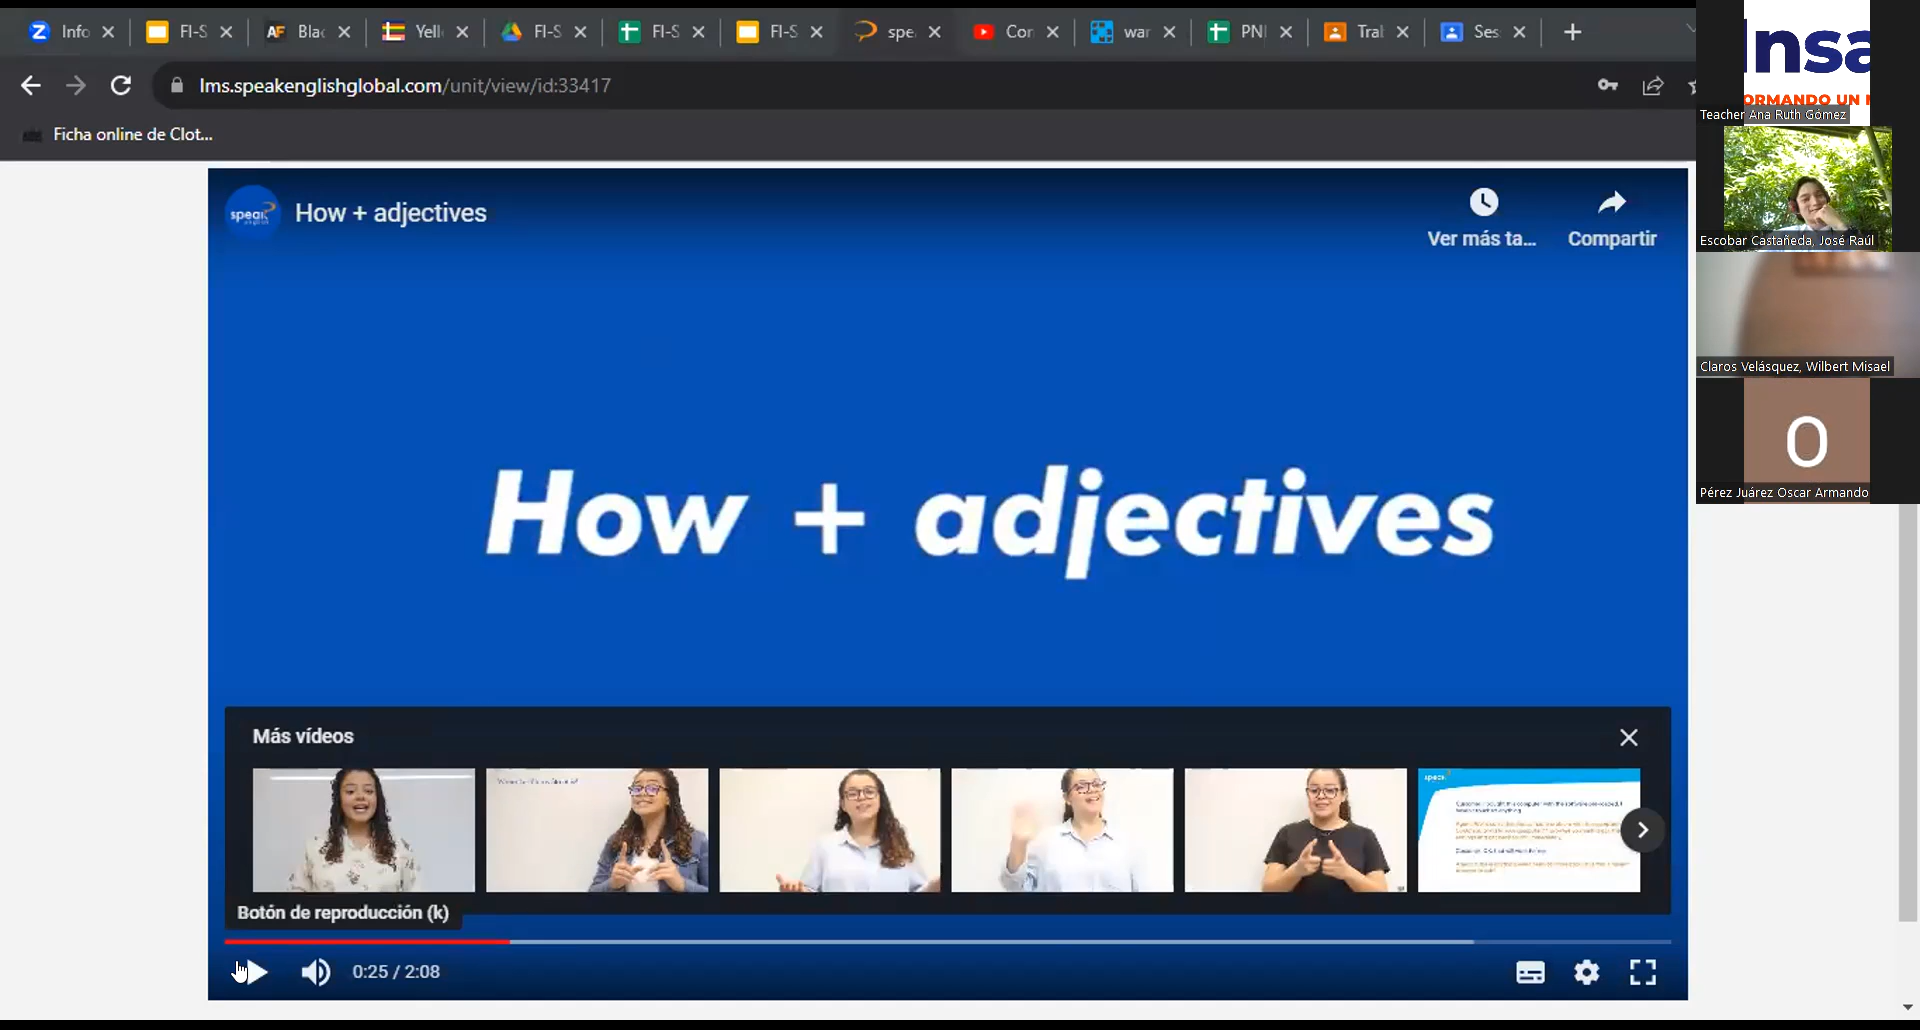 Info
FI-S
Blac
Yell
FI-S
FI-S
FI-S
spea
Con
war
PNI
Tral
Ses
lms.speakenglishglobal.com/unit/view/id:33417
Ficha online de Clot...
speak
How + adjectives
Ver más ta...
Compartir
How + adjectives
Más vídeos
Botón de reproducción (k)
0:25 / 2:08
Insa
ORMANDO UN
Teacher Ana Ruth Gómez
Escobar Castañeda, José Raúl
Claros Velásquez, Wilbert Misael
O
Pérez Juárez Oscar Armando